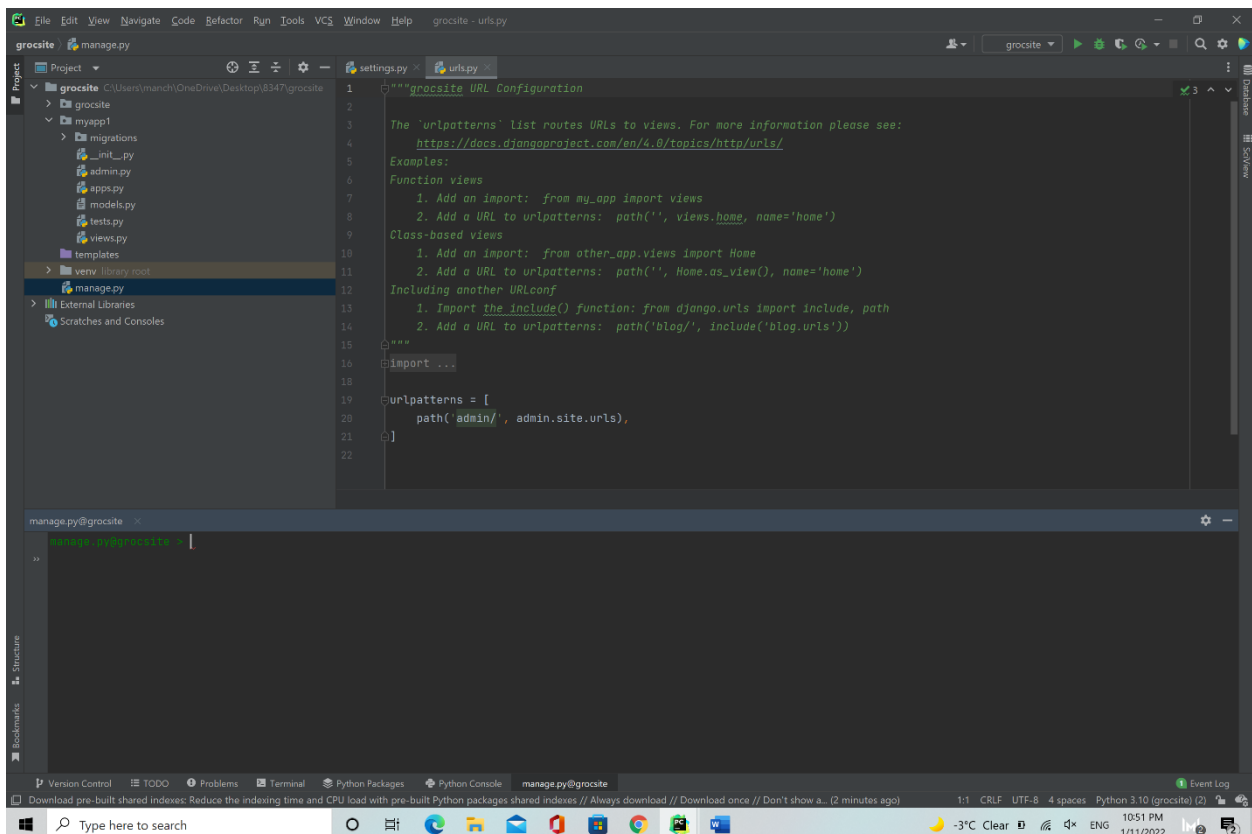 File Edit View Navigate Code Refactor Run Tools VCS Window Help grocsite - urls.py
grocsite manage.py grocsite
Project
grocsite C:\Users\manch\OneDrive\Desktop\8347\grocsite
grocsite
myapp1
migrations
__init__.py
admin.py
apps.py
models.py
tests.py
views.py
templates
venv library root
manage.py
External Libraries
Scratches and Consoles
settings.py urls.py
3
1 """grocsite URL Configuration
2
3 The `urlpatterns` list routes URLs to views. For more information please see:
4 https://docs.djangoproject.com/en/4.0/topics/http/urls/
5 Examples:
6 Function views
7 1. Add an import: from my_app import views
8 2. Add a URL to urlpatterns: path('', views.home, name='home')
9 Class-based views
10 1. Add an import: from other_app.views import Home
11 2. Add a URL to urlpatterns: path('', Home.as_view(), name='home')
12 Including another URLconf
13 1. Import the include() function: from django.urls import include, path
14 2. Add a URL to urlpatterns: path('blog/', include('blog.urls'))
15 """
16 import ...
18
19 urlpatterns = [
20 path('admin/', admin.site.urls),
21 ]
22
Project
Structure
Bookmarks
Database
SciView
manage.py@grocsite
manage.py@grocsite >
Version Control TODO Problems Terminal Python Packages Python Console manage.py@grocsite 1 Event Log
Download pre-built shared indexes: Reduce the indexing time and CPU load with pre-built Python packages shared indexes // Always download // Download once // Don't show a... (2 minutes ago) 1:1 CRLF UTF-8 4 spaces Python 3.10 (grocsite) (2)
Type here to search -3°C Clear ENG 10:51 PM
1/11/2022